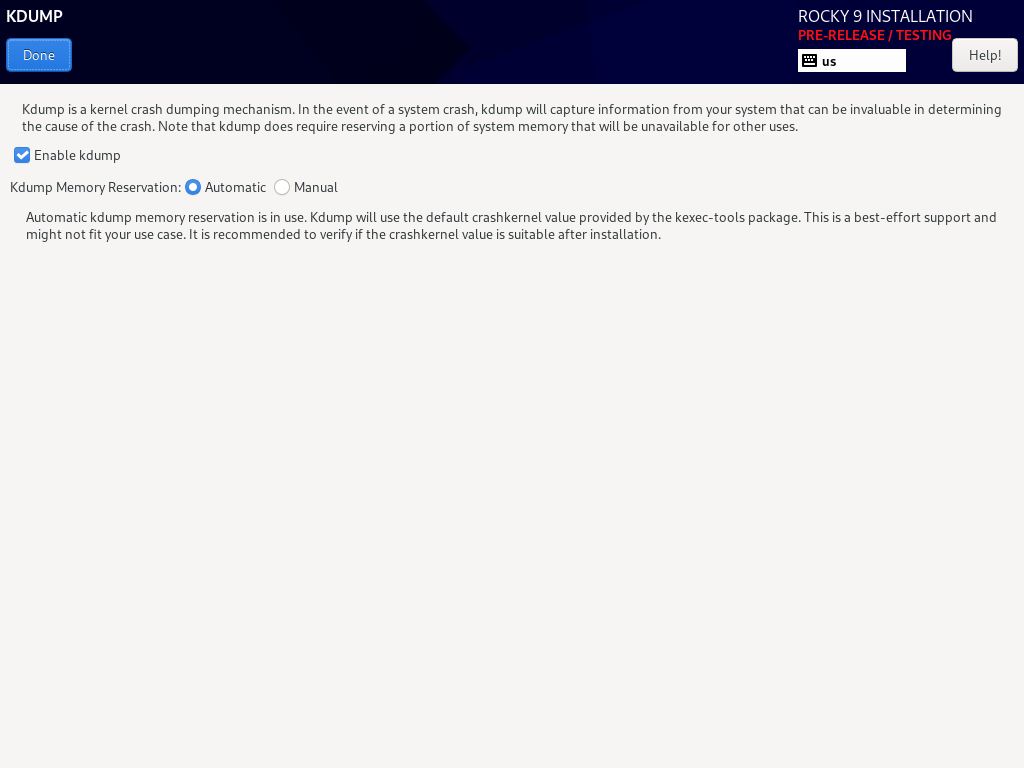 KDUMP
ROCKY 9 INSTALLATION
PRE-RELEASE / TESTING
Done
us
Help!
Kdump is a kernel crash dumping mechanism. In the event of a system crash, kdump will capture information from your system that can be invaluable in determining
the cause of the crash. Note that kdump does require reserving a portion of system memory that will be unavailable for other uses.
Enable kdump
Kdump Memory Reservation: Automatic Manual
Automatic kdump memory reservation is in use. Kdump will use the default crashkernel value provided by the kexec-tools package. This is a best-effort support and
might not fit your use case. It is recommended to verify if the crashkernel value is suitable after installation.